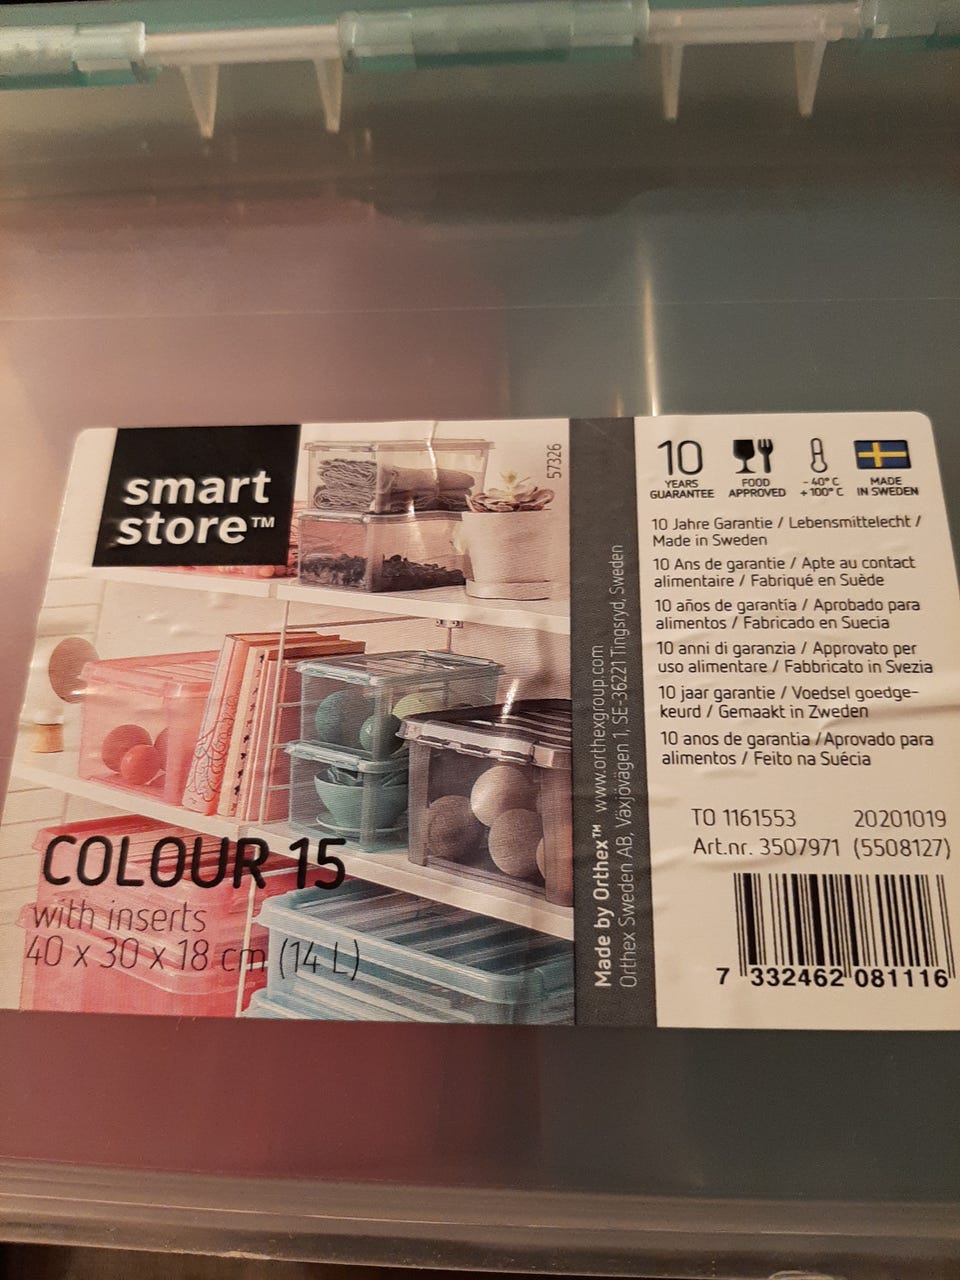 smart
store™
57326
COLOUR 15
with inserts
40 x 30 x 18 cm (14 L)
Made by Orthex™ www.orthexgroup.com
Orthex Sweden AB, Växjövägen 1, SE-36221 Tingsryd, Sweden
10
YEARS
GUARANTEE
FOOD
APPROVED
- 40° C
+ 100° C
MADE
IN SWEDEN
10 Jahre Garantie / Lebensmittelecht /
Made in Sweden
10 Ans de garantie / Apte au contact
alimentaire / Fabriqué en Suède
10 años de garantía / Aprobado para
alimentos / Fabricado en Suecia
10 anni di garanzia / Approvato per
uso alimentare / Fabbricato in Svezia
10 jaar garantie / Voedsel goedge-
keurd / Gemaakt in Zweden
10 anos de garantia / Aprovado para
alimentos / Feito na Suécia
TO 1161553 20201019
Art.nr. 3507971 (5508127)
7 332462 081116